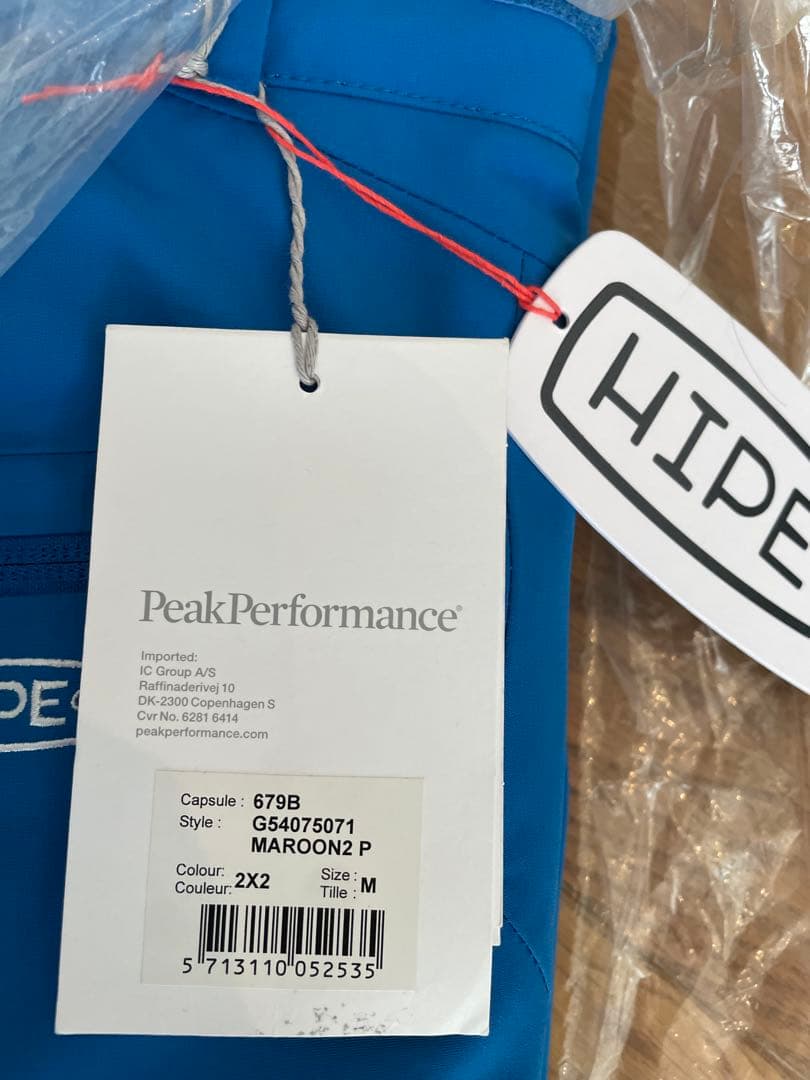 HIPE
PE
PeakPerformance®
Imported:
IC Group A/S
Raffinaderivej 10
DK-2300 Copenhagen S
Cvr No. 6281 6414
peakperformance.com
Capsule : 679B
Style : G54075071
MAROON2 P
Colour: 2X2 Size : M
Couleur: Tille :
5 713110 052535